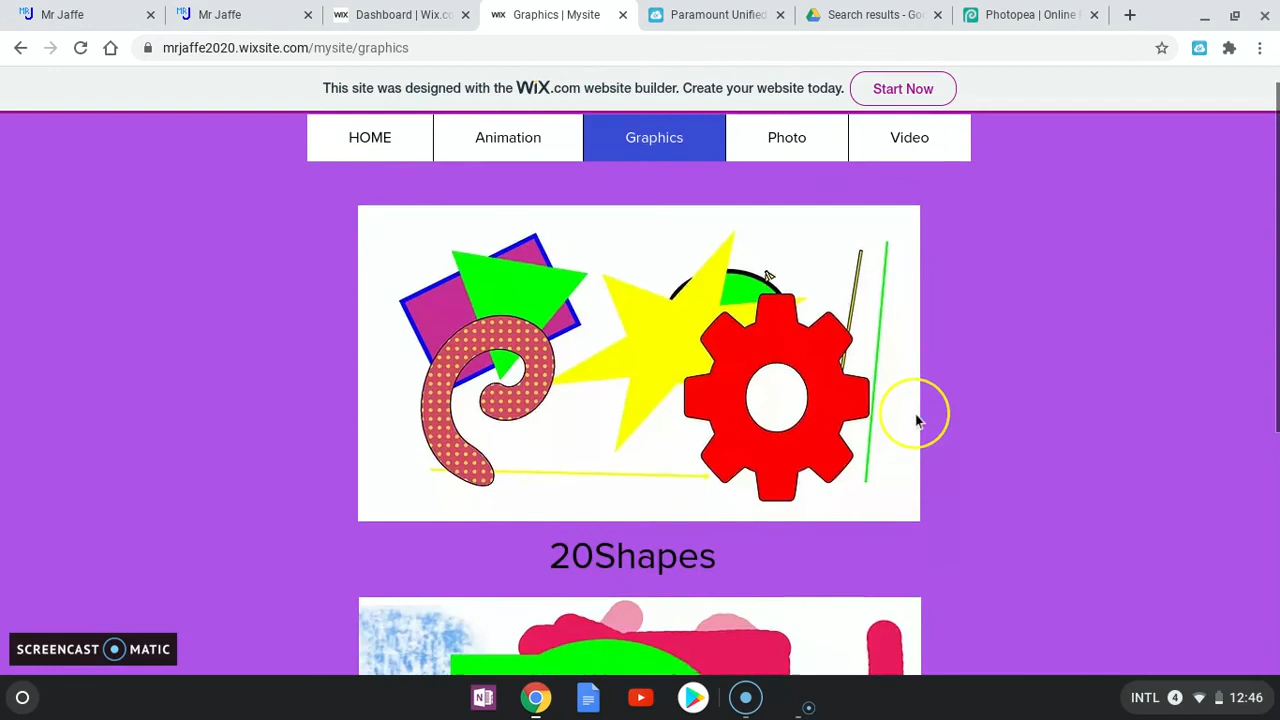 Mr Jaffe
Mr Jaffe
Dashboard | Wix.co
Graphics | Mysite
Paramount Unified
Search results - Goo
Photopea | Online I
mrjaffe2020.wixsite.com/mysite/graphics
This site was designed with the WiX.com website builder. Create your website today.
Start Now
HOME
Animation
Graphics
Photo
Video
20Shapes
SCREENCAST MATIC
INTL
4
12:46